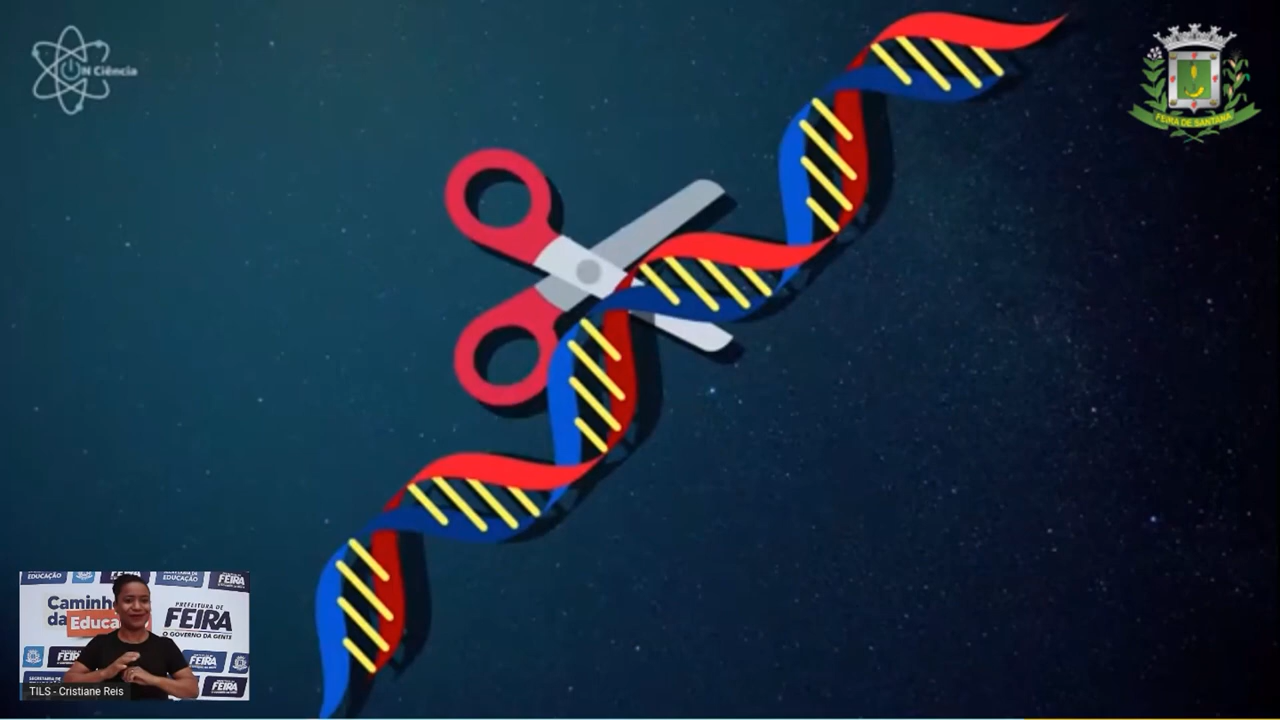 ON Ciência
FEIRA DE SANTANA
EDUCAÇÃO
EDUCAÇÃO
FEIRA
Caminh
da Educa
PREFEITURA DE
FEIRA
O GOVERNO DA GENTE
FEIRA
FEIRA
TILS - Cristiane Reis